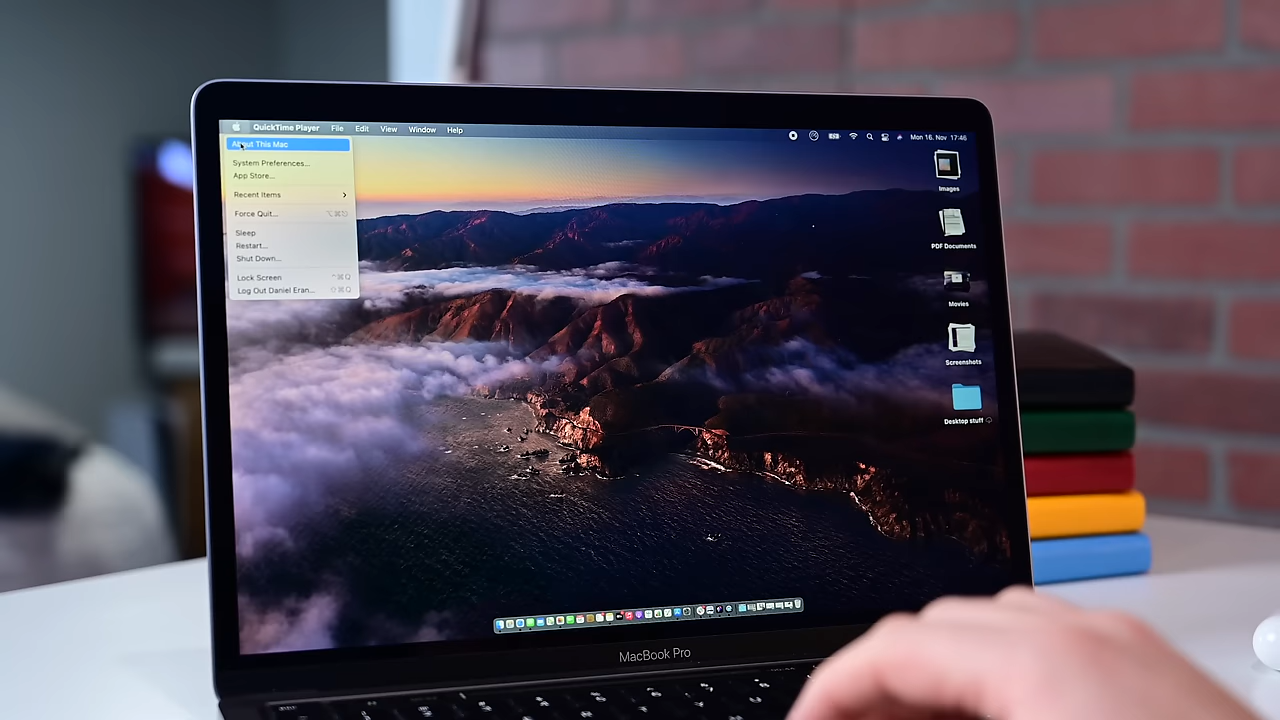 QuickTime Player File Edit View Window Help
Mon 16. Nov 17:46
About This Mac
System Preferences...
App Store...
Recent Items
Force Quit... ⌥⌘⎋
Sleep
Restart...
Shut Down...
Lock Screen ^⌘Q
Log Out Daniel Eran... ⇧⌘Q
Images
PDF Documents
Movies
Screenshots
Desktop stuff
MacBook Pro